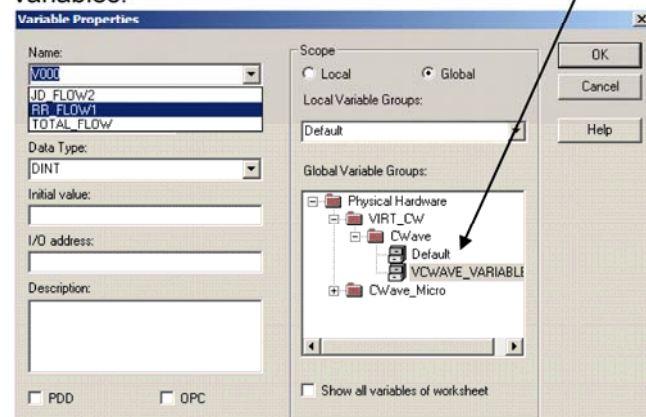 variables.
Variable Properties
Name:
V000
JD_FLOW2
RR_FLOW1
TOTAL_FLOW
Data Type:
DINT
Initial value:
I/O address:
Description:
PDD
OPC
Scope
Local
Global
Local Variable Groups:
Default
Global Variable Groups:
Physical Hardware
VIRT_CW
CWave
Default
VCWAVE_VARIABLE
CWave_Micro
Show all variables of worksheet
OK
Cancel
Help